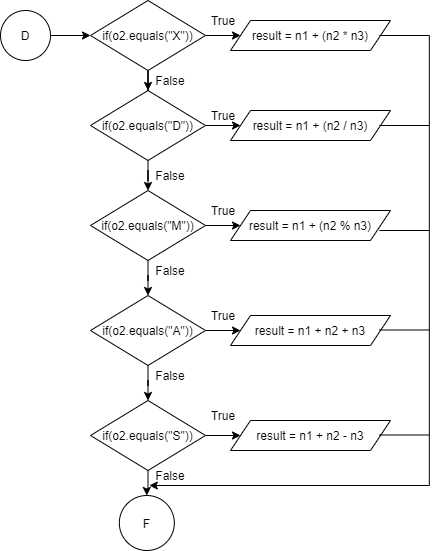 D
if(o2.equals("X"))
True
result = n1 + (n2 * n3)
False
if(o2.equals("D"))
True
result = n1 + (n2 / n3)
False
if(o2.equals("M"))
True
result = n1 + (n2 % n3)
False
if(o2.equals("A"))
True
result = n1 + n2 + n3
False
if(o2.equals("S"))
True
result = n1 + n2 - n3
False
F